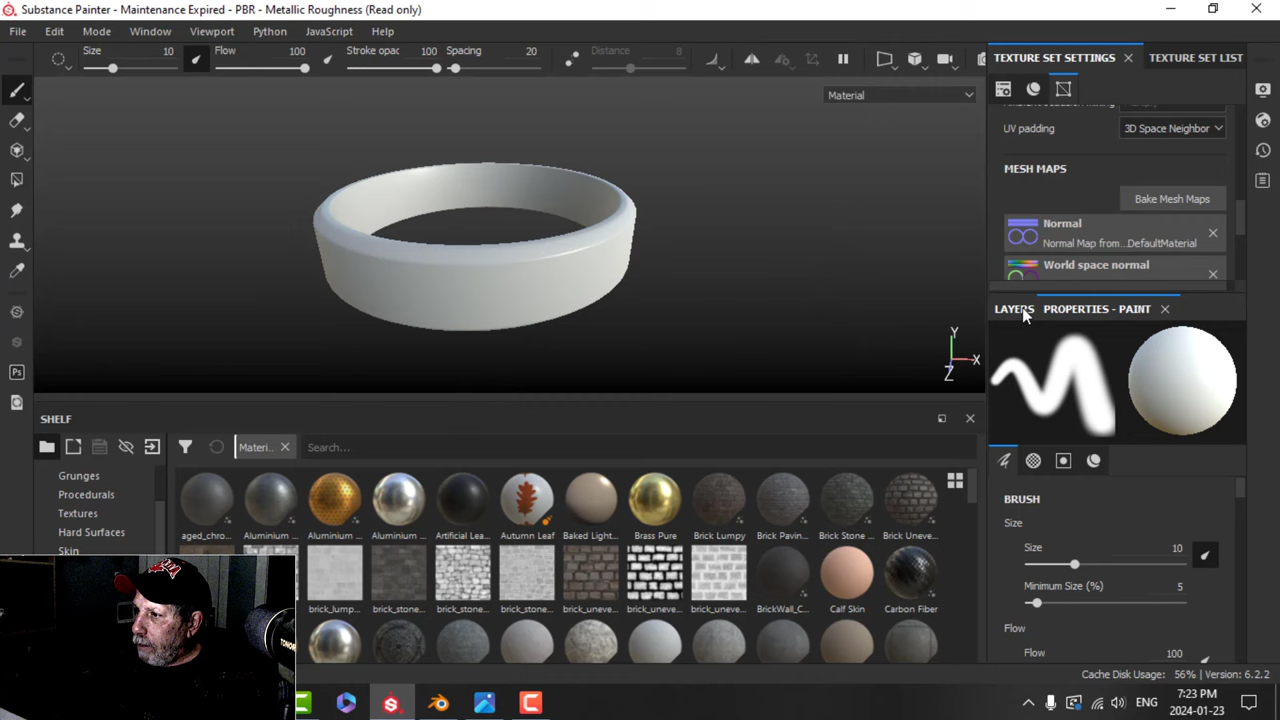 Substance Painter - Maintenance Expired - PBR - Metallic Roughness (Read only)
File Edit Mode Window Viewport Python JavaScript Help
Size 10 Flow 100 Stroke opac 100 Spacing 20 Distance 8
TEXTURE SET SETTINGS TEXTURE SET LIST
Material
UV padding 3D Space Neighbor
MESH MAPS
Bake Mesh Maps
Normal
Normal Map from...DefaultMaterial
World space normal
LAYERS PROPERTIES - PAINT
Y
X
Z
SHELF
Materi..
Search...
Grunges
Procedurals
Textures
Hard Surfaces
Skin
aged_chro... Aluminium ... Aluminium ... Aluminium ... Artificial Lea... Autumn Leaf Baked Light... Brass Pure Brick Lumpy Brick Pavin... Brick Stone ... Brick Uneve...
brick_lump... brick_stone... brick_stone... brick_stone... brick_uneve... brick_uneve... brick_uneve... BrickWall_C... Calf Skin Carbon Fiber
BRUSH
Size
Size 10
Minimum Size (%) 5
Flow
Flow 100
Cache Disk Usage: 56% | Version: 6.2.2
TONOR
Ps
ENG
7:23 PM
2024-01-23